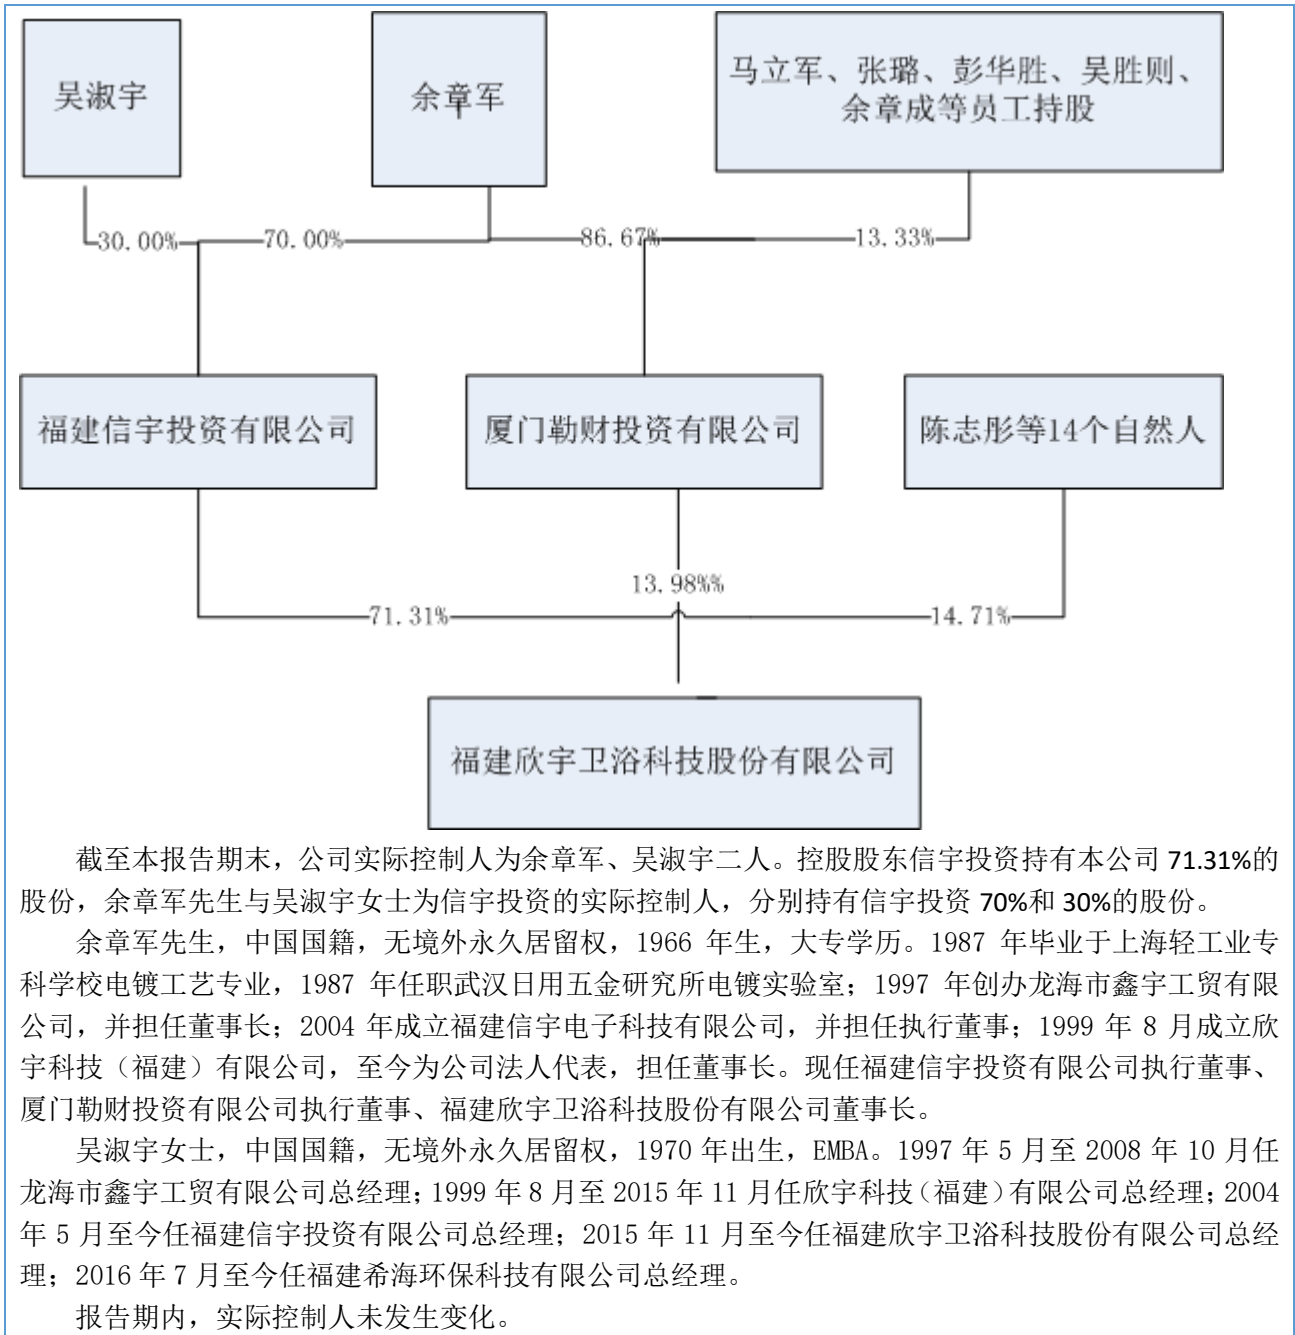 吴淑宇
余章军
马立军、张璐、彭华胜、吴胜则、
余章成等员工持股
30.00%
70.00%
86.67%
13.33%
福建信宇投资有限公司
厦门勒财投资有限公司
陈志彤等14个自然人
13.98%%
71.31%
14.71%
福建欣宇卫浴科技股份有限公司
截至本报告期末，公司实际控制人为余章军、吴淑宇二人。控股股东信宇投资持有本公司 71.31%的
股份，余章军先生与吴淑宇女士为信宇投资的实际控制人，分别持有信宇投资 70%和 30%的股份。
余章军先生，中国国籍，无境外永久居留权，1966 年生，大专学历。1987 年毕业于上海轻工业专
科学校电镀工艺专业，1987 年任职武汉日用五金研究所电镀实验室；1997 年创办龙海市鑫宇工贸有限
公司，并担任董事长；2004 年成立福建信宇电子科技有限公司，并担任执行董事；1999 年 8 月成立欣
宇科技（福建）有限公司，至今为公司法人代表，担任董事长。现任福建信宇投资有限公司执行董事、
厦门勒财投资有限公司执行董事、福建欣宇卫浴科技股份有限公司董事长。
吴淑宇女士，中国国籍，无境外永久居留权，1970 年出生，EMBA。1997 年 5 月至 2008 年 10 月任
龙海市鑫宇工贸有限公司总经理；1999 年 8 月至 2015 年 11 月任欣宇科技（福建）有限公司总经理；2004
年 5 月至今任福建信宇投资有限公司总经理；2015 年 11 月至今任福建欣宇卫浴科技股份有限公司总经
理；2016 年 7 月至今任福建希海环保科技有限公司总经理。
报告期内，实际控制人未发生变化。